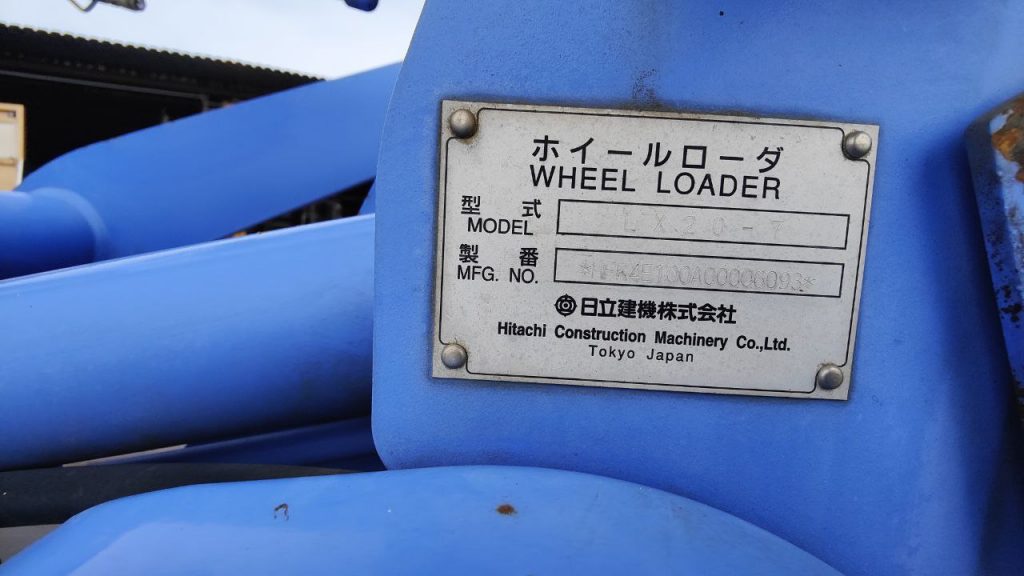 ホイールローダ
WHEEL LOADER
型式
MODEL LX20-7
製番
MFG. NO.
日立建機株式会社
Hitachi Construction Machinery Co.,Ltd.
Tokyo Japan